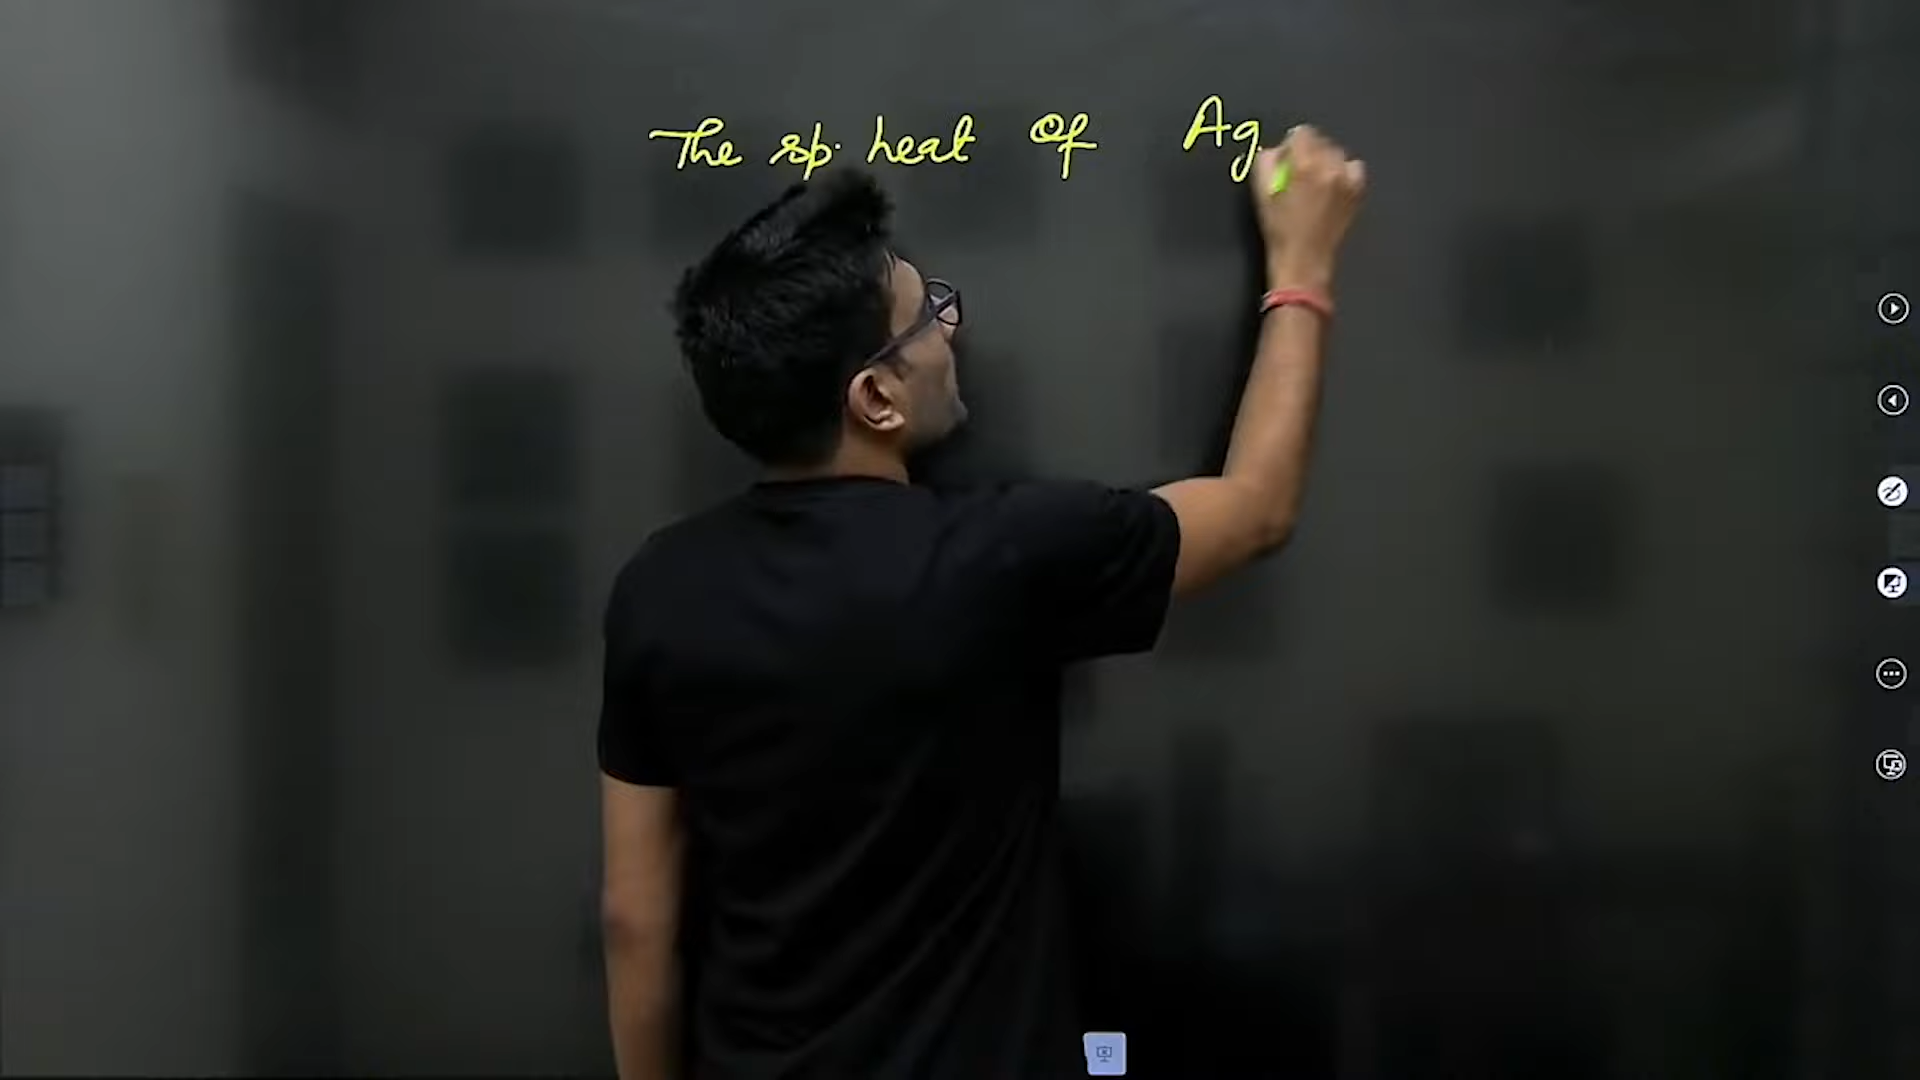 The sp. heat of Ag